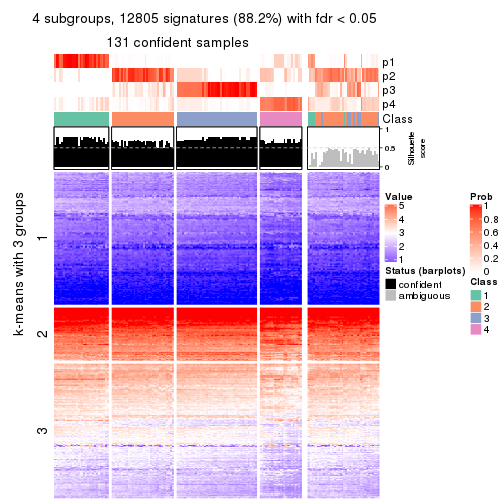 4 subgroups, 12805 signatures (88.2%) with fdr < 0.05
131 confident samples
p1
p2
p3
p4
Class
1
0.5
0
Silhouette
score
k-means with 3 groups
1
2
3
Value
5
4
3
2
1
Prob
1
0.8
0.6
0.4
0.2
0
Status (barplots)
confident
ambiguous
Class
1
2
3
4